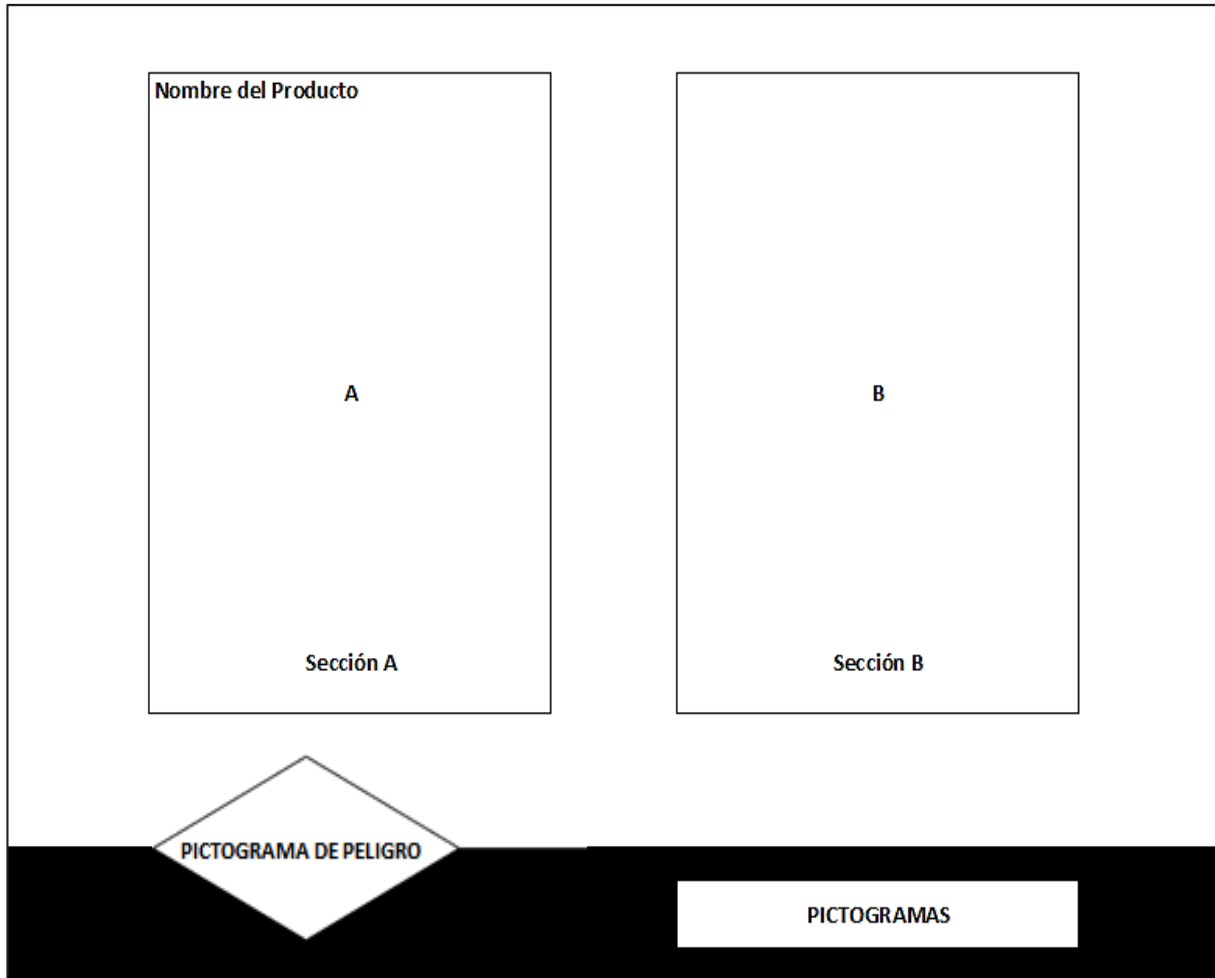 Nombre del Producto
A
Sección A
B
Sección B
PICTOGRAMA DE PELIGRO
PICTOGRAMAS